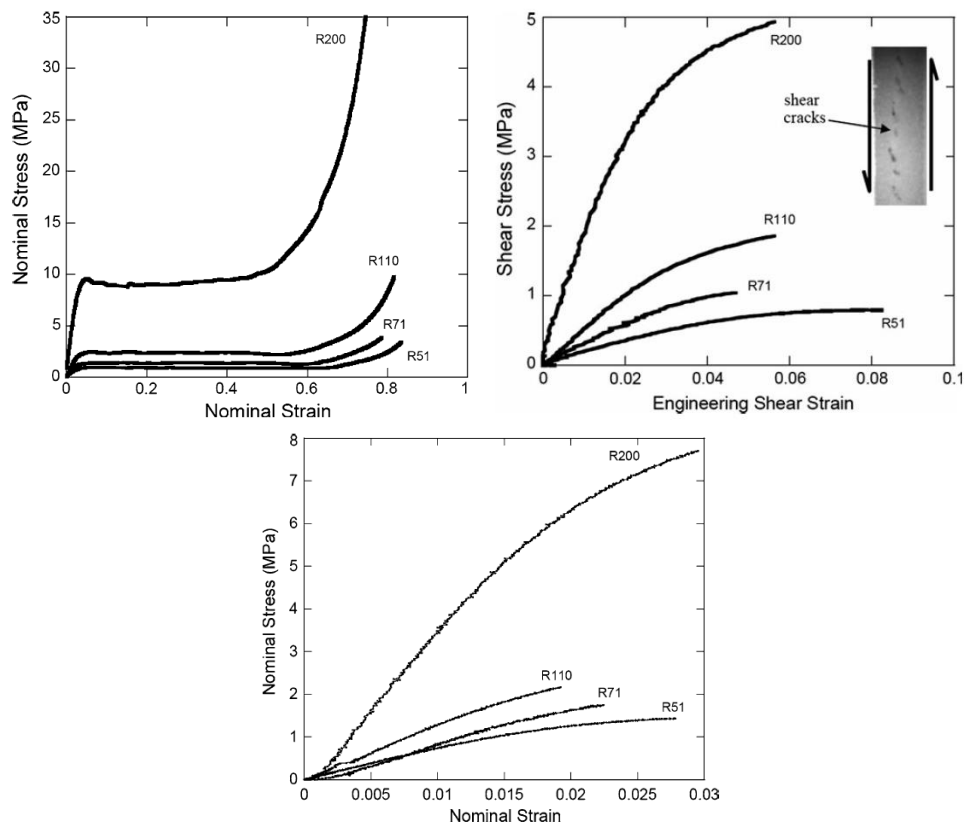 Nominal Stress (MPa)
35
30
25
20
15
10
5
0
R200
R110
R71
R51
0 0.2 0.4 0.6 0.8 1
Nominal Strain
Shear Stress (MPa)
5
4
3
2
1
0
R200
shear
cracks
R110
R71
R51
0 0.02 0.04 0.06 0.08 0.1
Engineering Shear Strain
Nominal Stress (MPa)
8
7
6
5
4
3
2
1
0
R200
R110
R71
R51
0 0.005 0.01 0.015 0.02 0.025 0.03
Nominal Strain